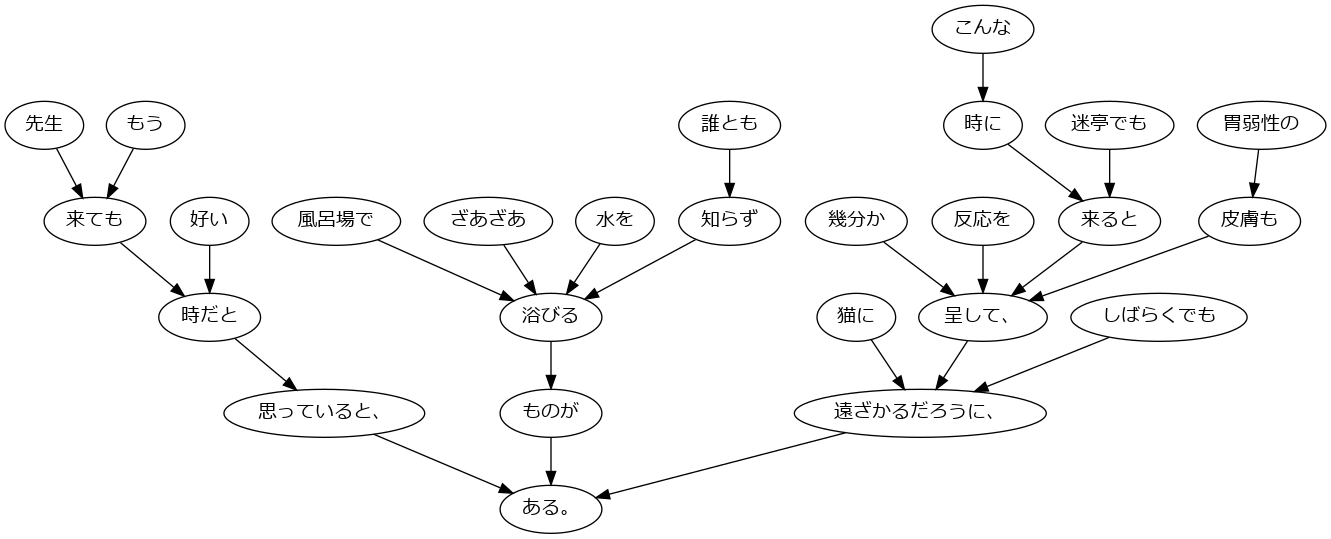 こんな
先生
もう
誰とも
時に
迷亭でも
胃弱性の
来ても
好い
風呂場で
ざあざあ
水を
知らず
幾分か
反応を
来ると
皮膚も
時だと
浴びる
猫に
呈して、
しばらくでも
思っていると、
ものが
遠ざかるだろうに、
ある。